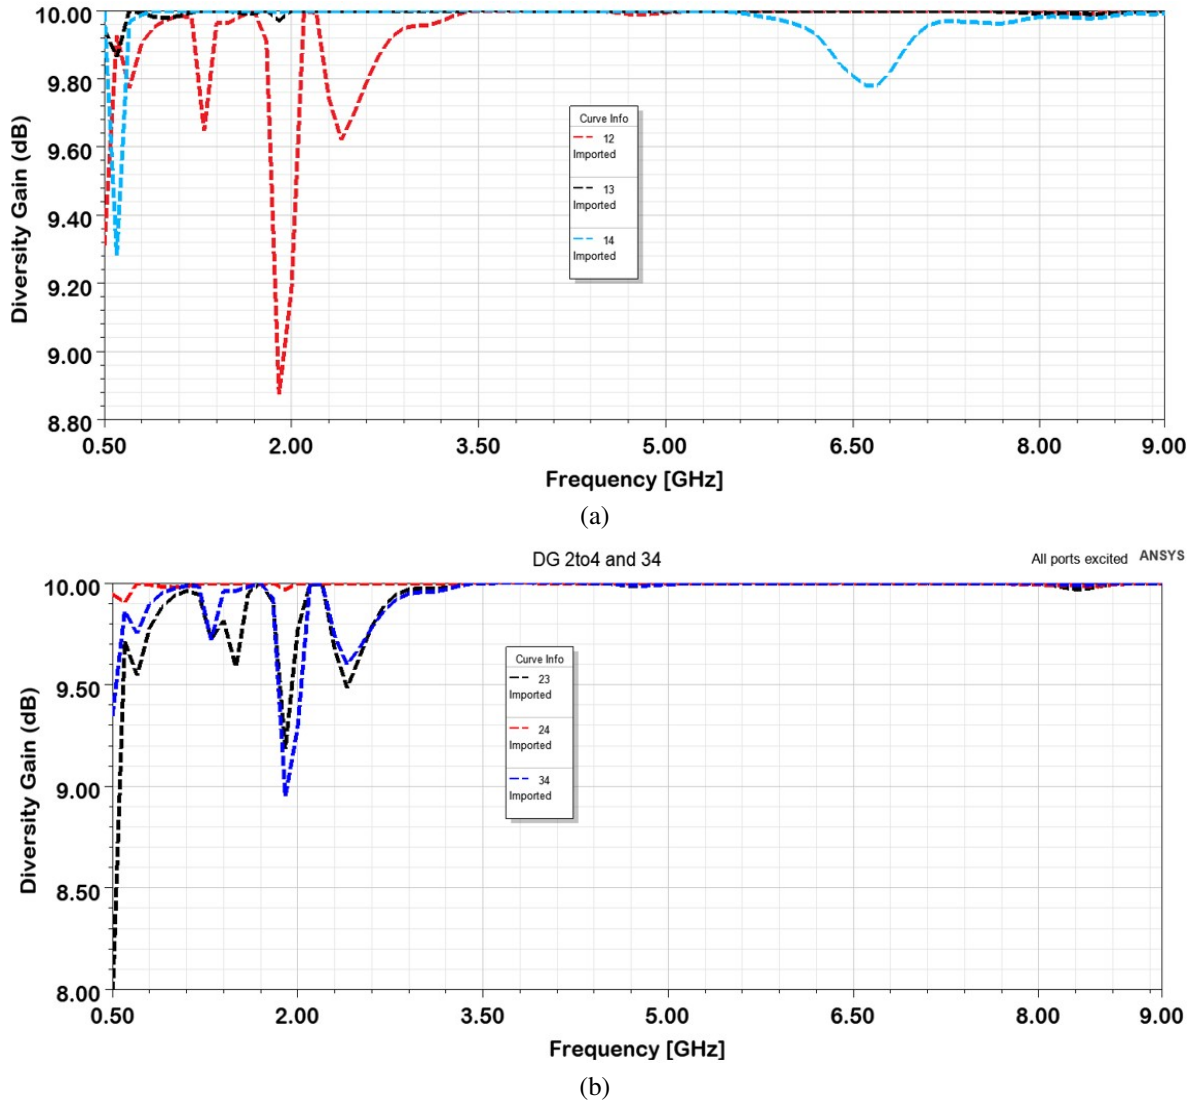 10.00
9.80
9.60
9.40
9.20
9.00
8.80
Diversity Gain (dB)
Curve Info
12
Imported
13
Imported
14
Imported
0.50 2.00 3.50 5.00 6.50 8.00 9.00
Frequency [GHz]
(a)
DG 2to4 and 34
All ports excited ANSYS
10.00
9.50
9.00
8.50
8.00
Diversity Gain (dB)
Curve Info
23
Imported
24
Imported
34
Imported
0.50 2.00 3.50 5.00 6.50 8.00 9.00
Frequency [GHz]
(b)